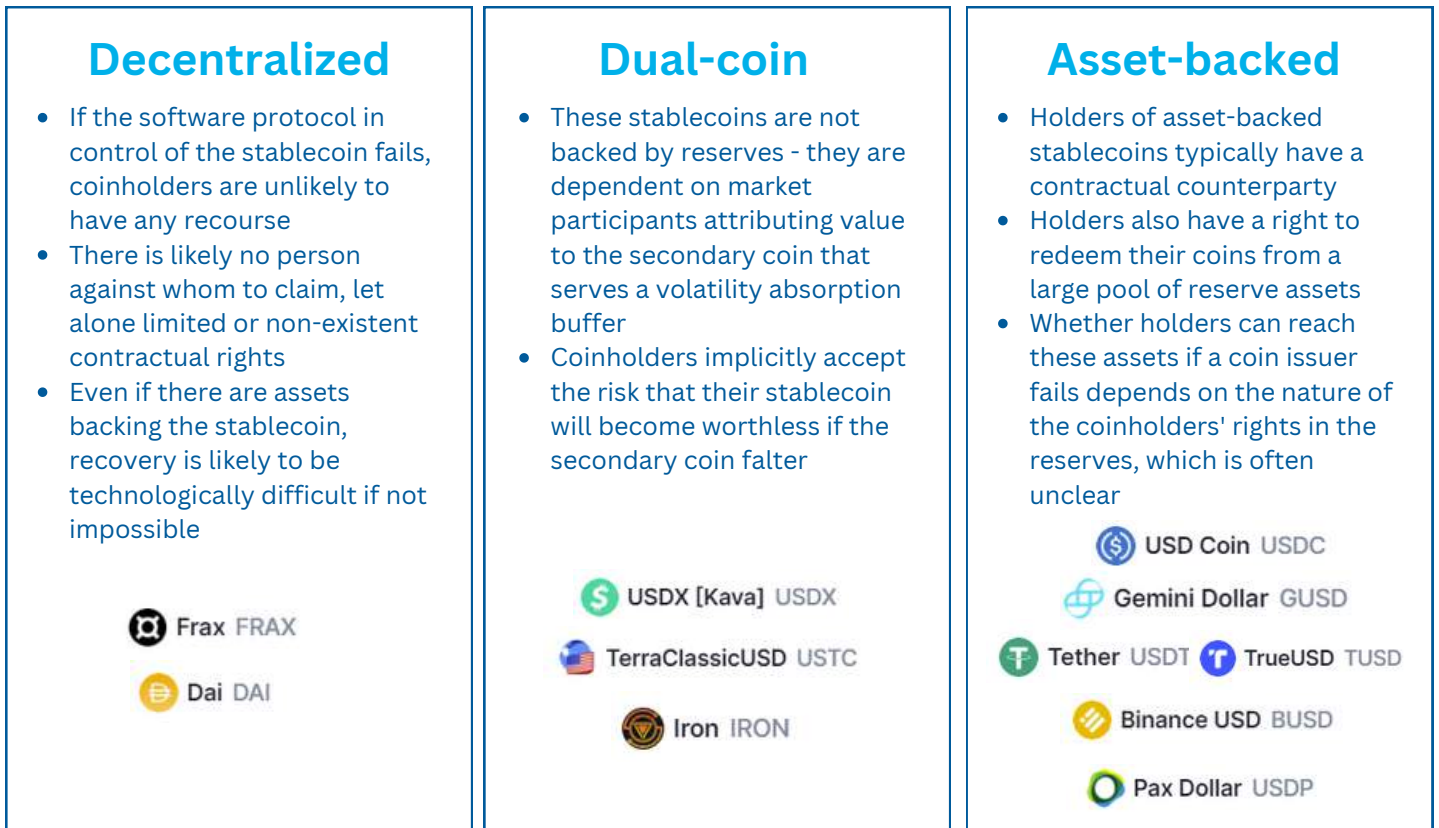 Decentralized
• If the software protocol in
control of the stablecoin fails,
coinholders are unlikely to
have any recourse
• There is likely no person
against whom to claim, let
alone limited or non-existent
contractual rights
• Even if there are assets
backing the stablecoin,
recovery is likely to be
technologically difficult if not
impossible
Frax FRAX
Dai DAI
Dual-coin
• These stablecoins are not
backed by reserves - they are
dependent on market
participants attributing value
to the secondary coin that
serves a volatility absorption
buffer
• Coinholders implicitly accept
the risk that their stablecoin
will become worthless if the
secondary coin falter
USDX [Kava] USDX
TerraClassicUSD USTC
Iron IRON
Asset-backed
• Holders of asset-backed
stablecoins typically have a
contractual counterparty
• Holders also have a right to
redeem their coins from a
large pool of reserve assets
• Whether holders can reach
these assets if a coin issuer
fails depends on the nature of
the coinholders' rights in the
reserves, which is often
unclear
USD Coin USDC
Gemini Dollar GUSD
Tether USDT TrueUSD TUSD
Binance USD BUSD
Pax Dollar USDP